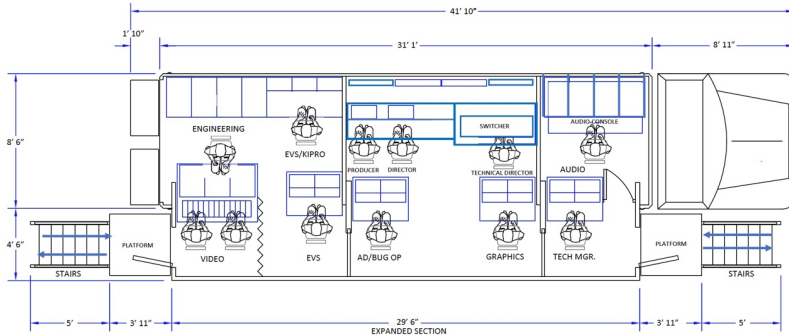 41' 10"
1' 10"
31' 1'
8' 11"
8' 6"
4' 6"
ENGINEERING
EVS/KIPRO
PRODUCER
DIRECTOR
SWITCHER
TECHNICAL DIRECTOR
AUDIO CONSOLE
AUDIO
PLATFORM
STAIRS
VIDEO
EVS
AD/BUG OP
GRAPHICS
TECH MGR.
PLATFORM
STAIRS
5'
3' 11"
29' 6"
EXPANDED SECTION
3' 11"
5'